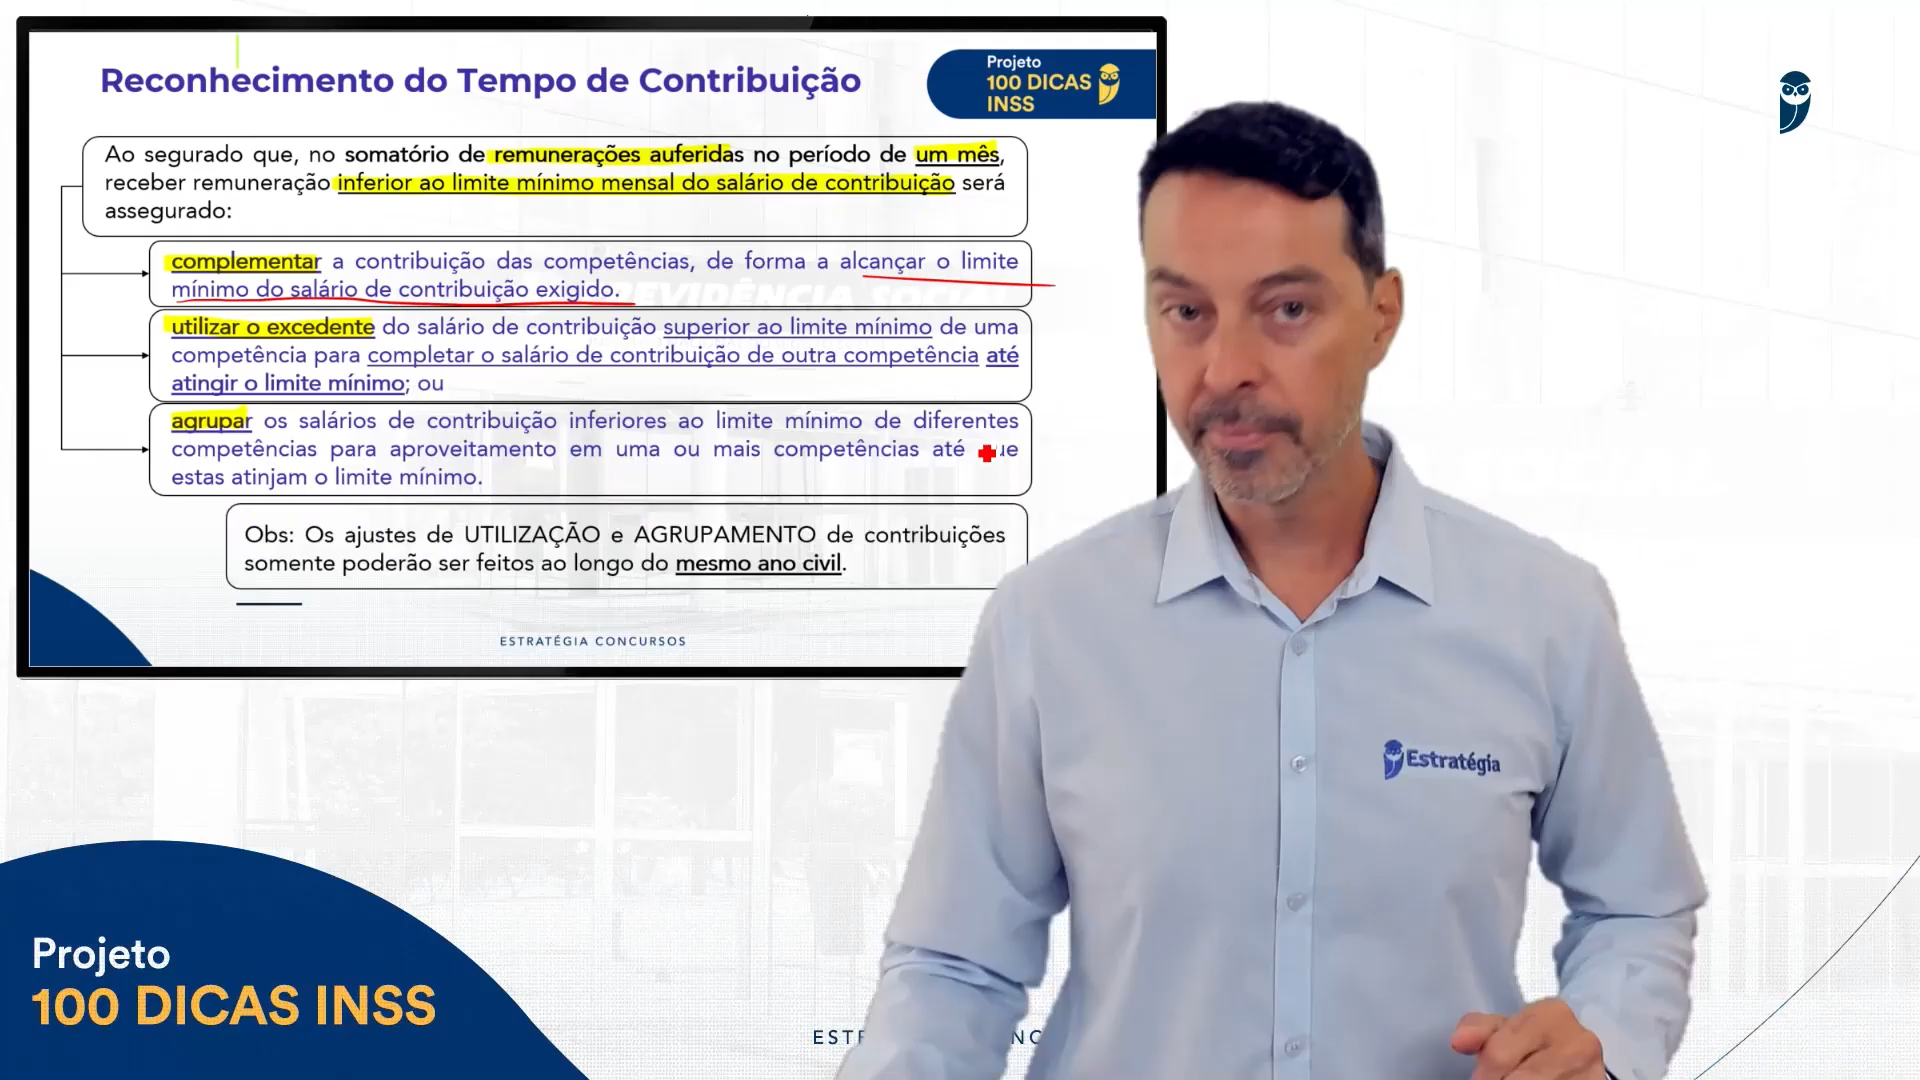 Reconhecimento do Tempo de Contribuição
Projeto
100 DICAS
INSS
Ao segurado que, no somatório de remunerações auferidas no período de um mês,
receber remuneração inferior ao limite mínimo mensal do salário de contribuição será
assegurado:
complementar a contribuição das competências, de forma a alcançar o limite
mínimo do salário de contribuição exigido.
utilizar o excedente do salário de contribuição superior ao limite mínimo de uma
competência para completar o salário de contribuição de outra competência até
atingir o limite mínimo; ou
agrupar os salários de contribuição inferiores ao limite mínimo de diferentes
competências para aproveitamento em uma ou mais competências até
estas atinjam o limite mínimo.
Obs: Os ajustes de UTILIZAÇÃO e AGRUPAMENTO de contribuições
somente poderão ser feitos ao longo do mesmo ano civil.
ESTRATÉGIA CONCURSOS
Estratégia
Projeto
100 DICAS INSS